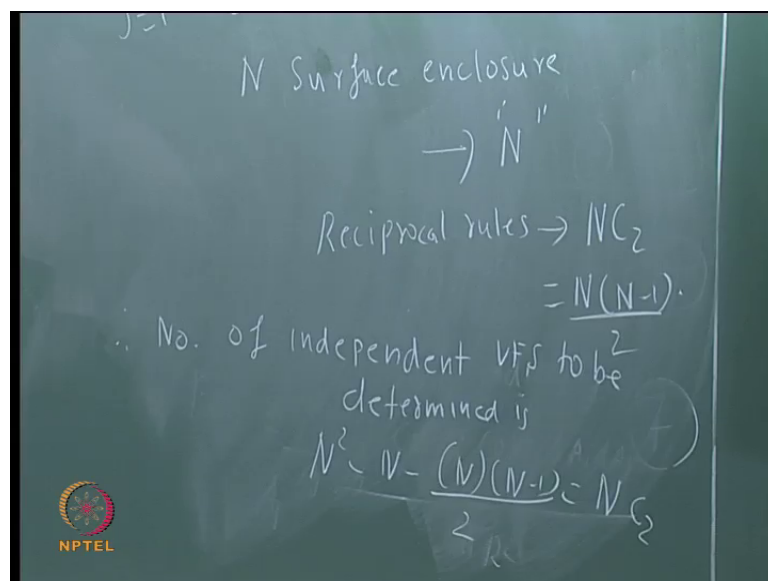 J=1
N Surface enclosure
→ "N"
Reciprocal rules → NC₂
= N(N-1).
2
∴ No. of independent VFs to be
determined is
N² - N - (N)(N-1) = NC₂
2
NPTEL